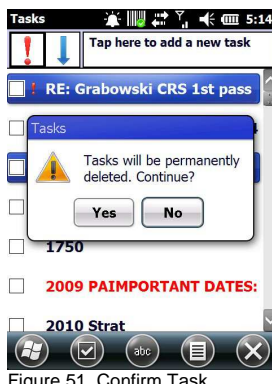 Tasks 5:14
Tap here to add a new task
! RE: Grabowski CRS 1st pass
Tasks
Tasks will be permanently
deleted. Continue?
Yes No
1750
2009 PAIMPORTANT DATES:
2010 Strat
abc
Figure 51. Confirm Task